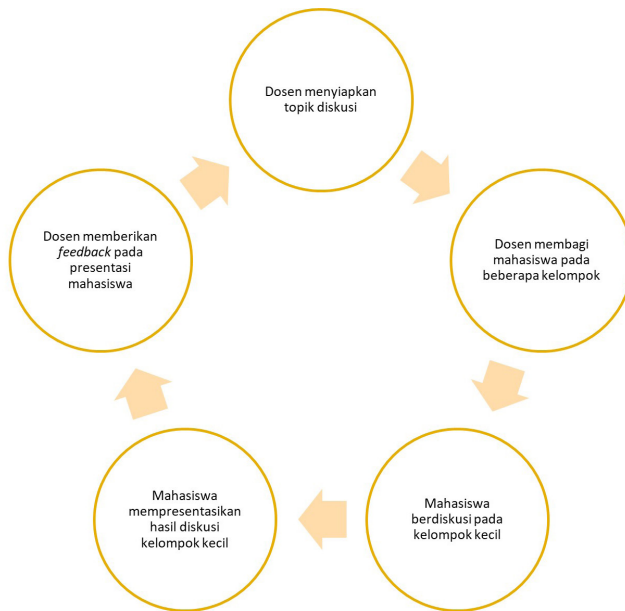 Dosen menyiapkan
topik diskusi
Dosen membagi
mahasiswa pada
beberapa kelompok
Mahasiswa
berdiskusi pada
kelompok kecil
Mahasiswa
mempresentasikan
hasil diskusi
kelompok kecil
Dosen memberikan
feedback pada
presentasi
mahasiswa